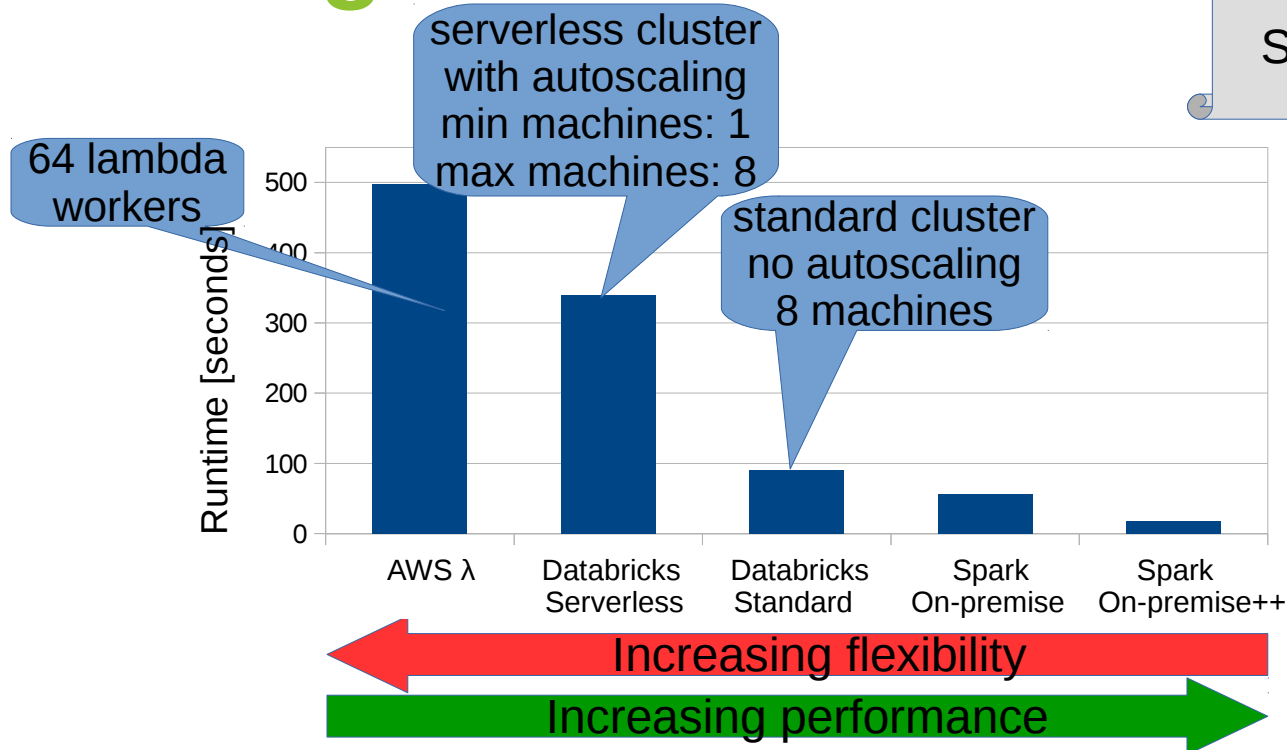 serverless cluster
with autoscaling
min machines: 1
max machines: 8
64 lambda
workers
standard cluster
no autoscaling
8 machines
Runtime [seconds]
500
400
300
200
100
0
AWS λ
Databricks
Serverless
Databricks
Standard
Spark
On-premise
Spark
On-premise++
Increasing flexibility
Increasing performance